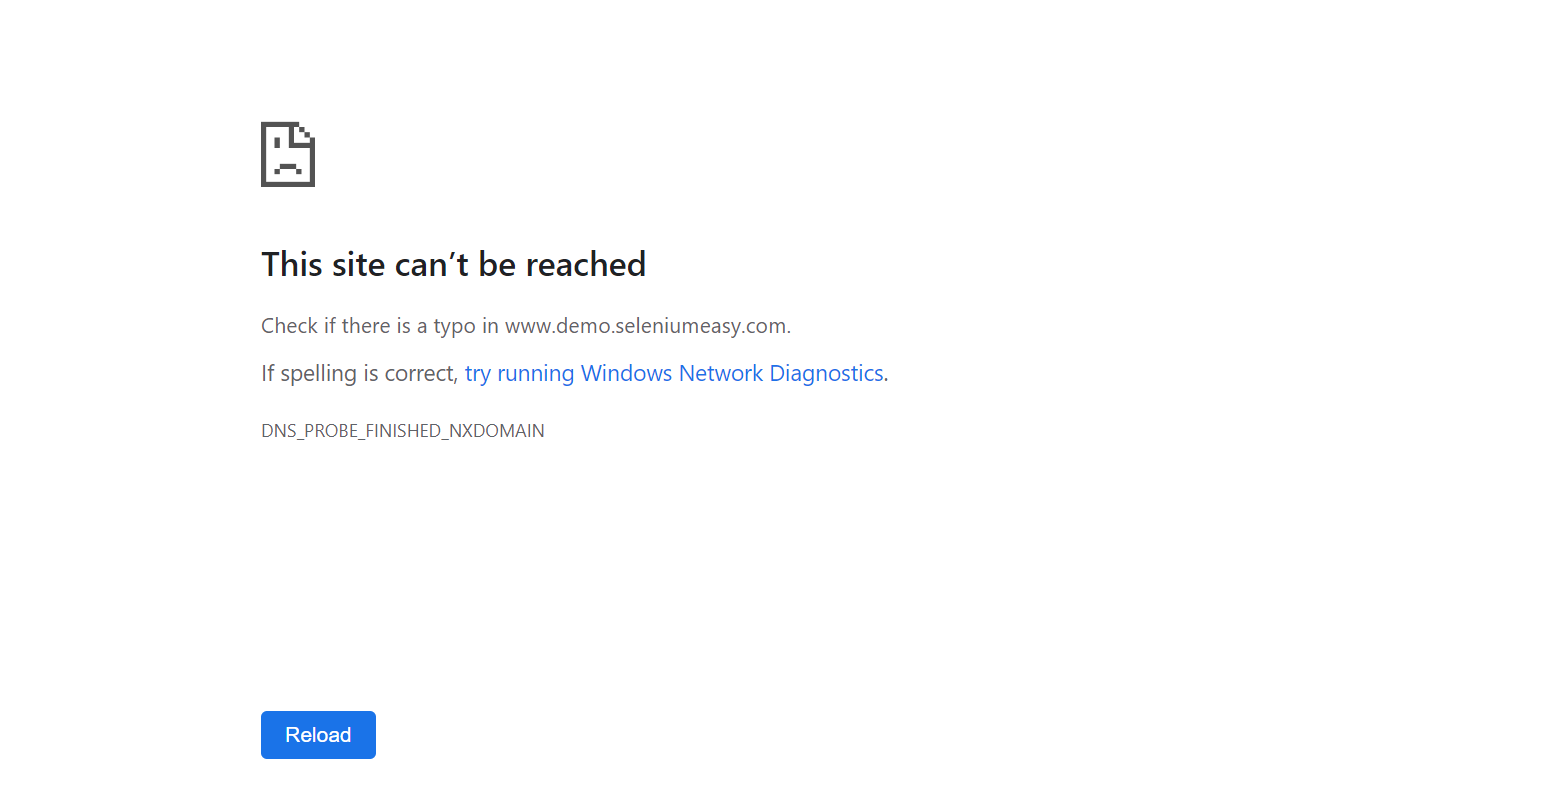 This site can’t be reached
Check if there is a typo in www.demo.seleniumeasy.com.
If spelling is correct, try running Windows Network Diagnostics.
DNS_PROBE_FINISHED_NXDOMAIN
Reload